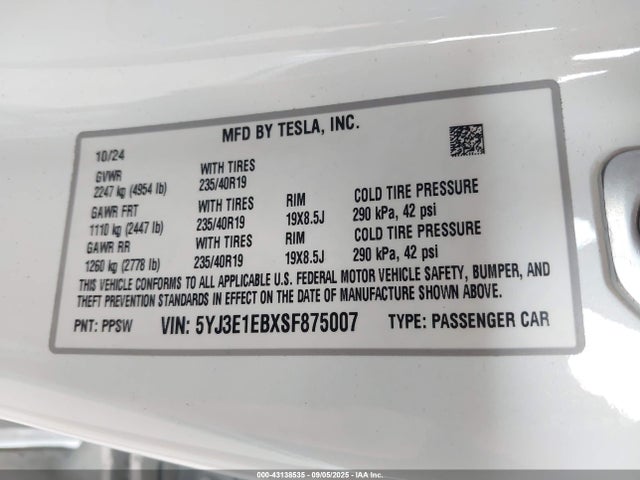 MFD BY TESLA, INC.
10/24
GVWR
2247 kg (4954 lb)
WITH TIRES
235/40R19
GAWR FRT
1110 kg (2447 lb)
WITH TIRES
235/40R19
RIM
19X8.5J
COLD TIRE PRESSURE
290 kPa, 42 psi
GAWR RR
1260 kg (2778 lb)
WITH TIRES
235/40R19
RIM
19X8.5J
COLD TIRE PRESSURE
290 kPa, 42 psi
THIS VEHICLE CONFORMS TO ALL APPLICABLE U.S. FEDERAL MOTOR VEHICLE SAFETY, BUMPER, AND
THEFT PREVENTION STANDARDS IN EFFECT ON THE DATE OF MANUFACTURE SHOWN ABOVE.
PNT: PPSW VIN: 5YJ3E1EBXSF875007 TYPE: PASSENGER CAR
000-43138535 - 09/05/2025 - IAAI.CA